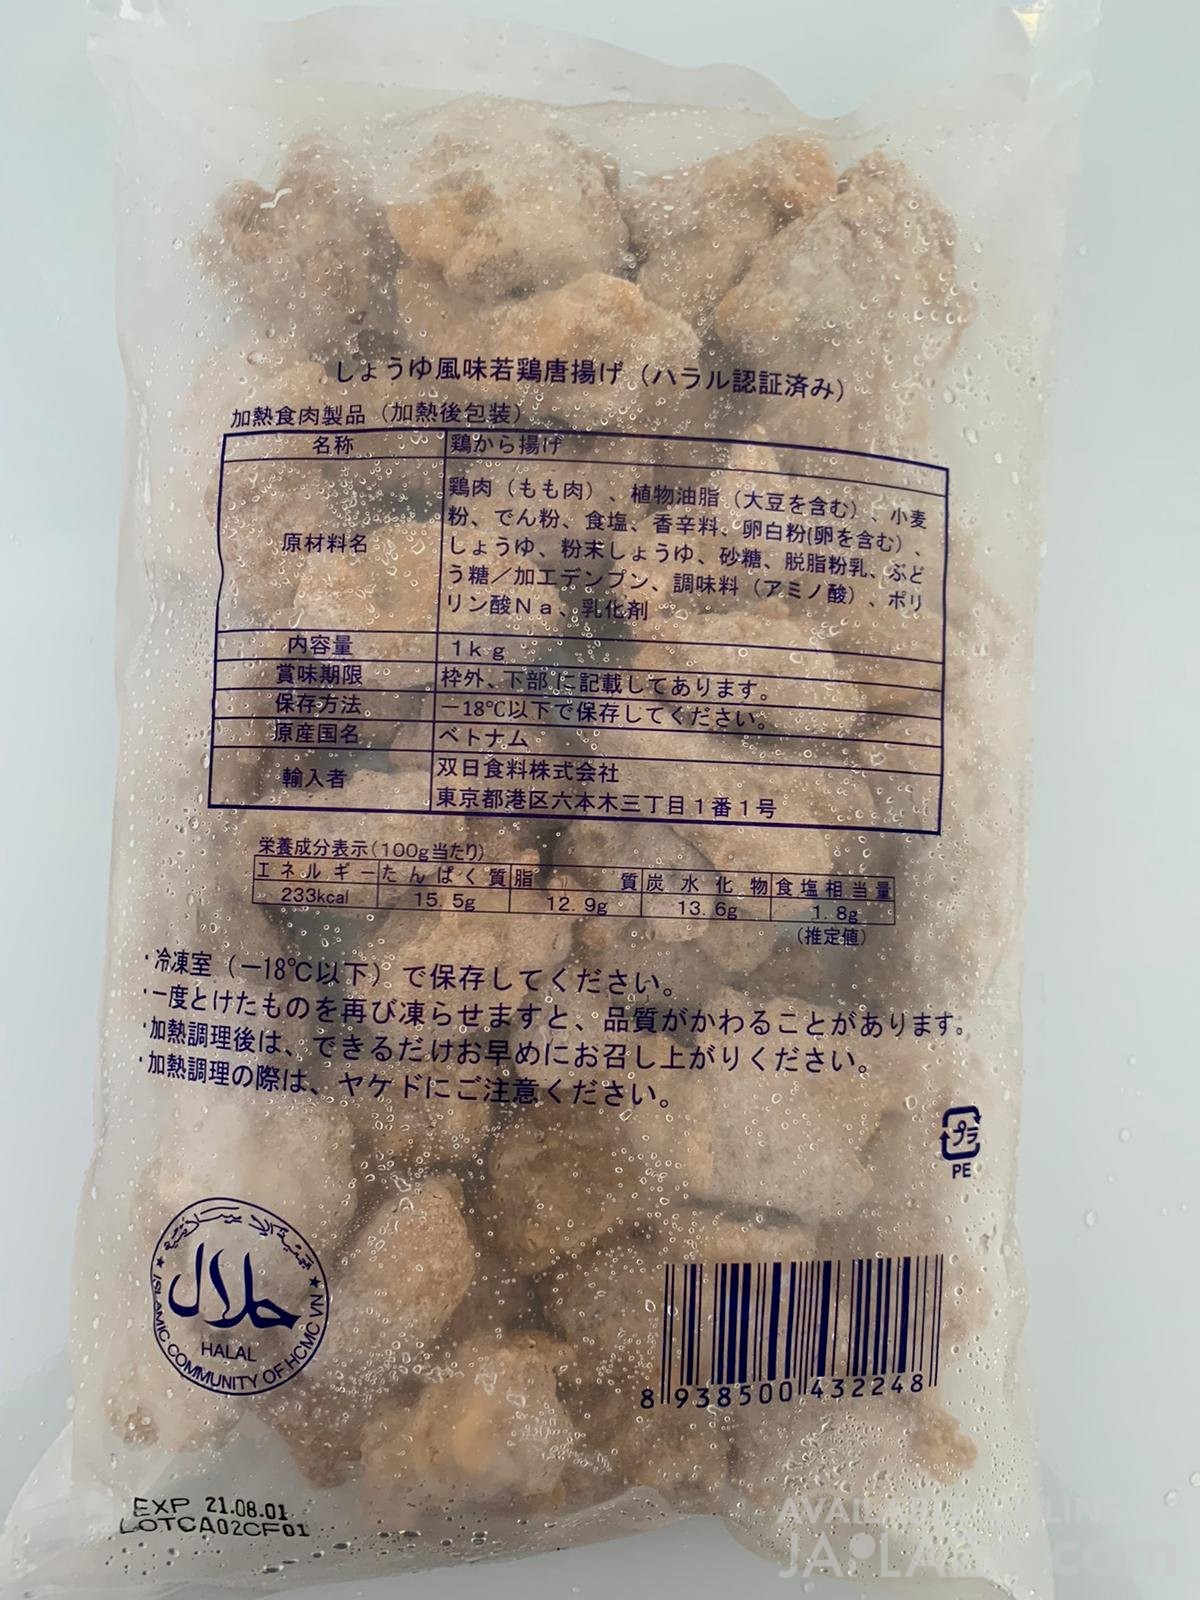 しょうゆ風味若鶏唐揚げ（ハラル認証済み）
加熱食肉製品（加熱後包装）
名称 鶏から揚げ
原材料名 鶏肉（もも肉）、植物油脂（大豆を含む）、小麦
粉、でん粉、食塩、香辛料、卵白粉(卵を含む）、
しょうゆ、粉末しょうゆ、砂糖、脱脂粉乳、ぶど
う糖／加工デンプン、調味料（アミノ酸）、ポリ
リン酸Ｎａ、乳化剤
内容量 １ｋｇ
賞味期限 枠外、下部に記載してあります。
保存方法 －18℃以下で保存してください。
原産国名 ベトナム
輸入者 双日食料株式会社
東京都港区六本木三丁目１番１号
栄養成分表示(100g当たり)
エネルギー たんぱく質 脂質 炭水化物 食塩相当量
233kcal 15.5g 12.9g 13.6g 1.8g
(推定値)
・冷凍室（－18℃以下）で保存してください。
・一度とけたものを再び凍らせますと、品質がかわることがあります。
・加熱調理後は、できるだけお早めにお召し上がりください。
・加熱調理の際は、ヤケドにご注意ください。
プラ
PE
حلال
HALAL
ISLAMIC COMMUNITY OF HCMC VN
8 938500 432248
EXP 21.08.01
LOTCA02CF01